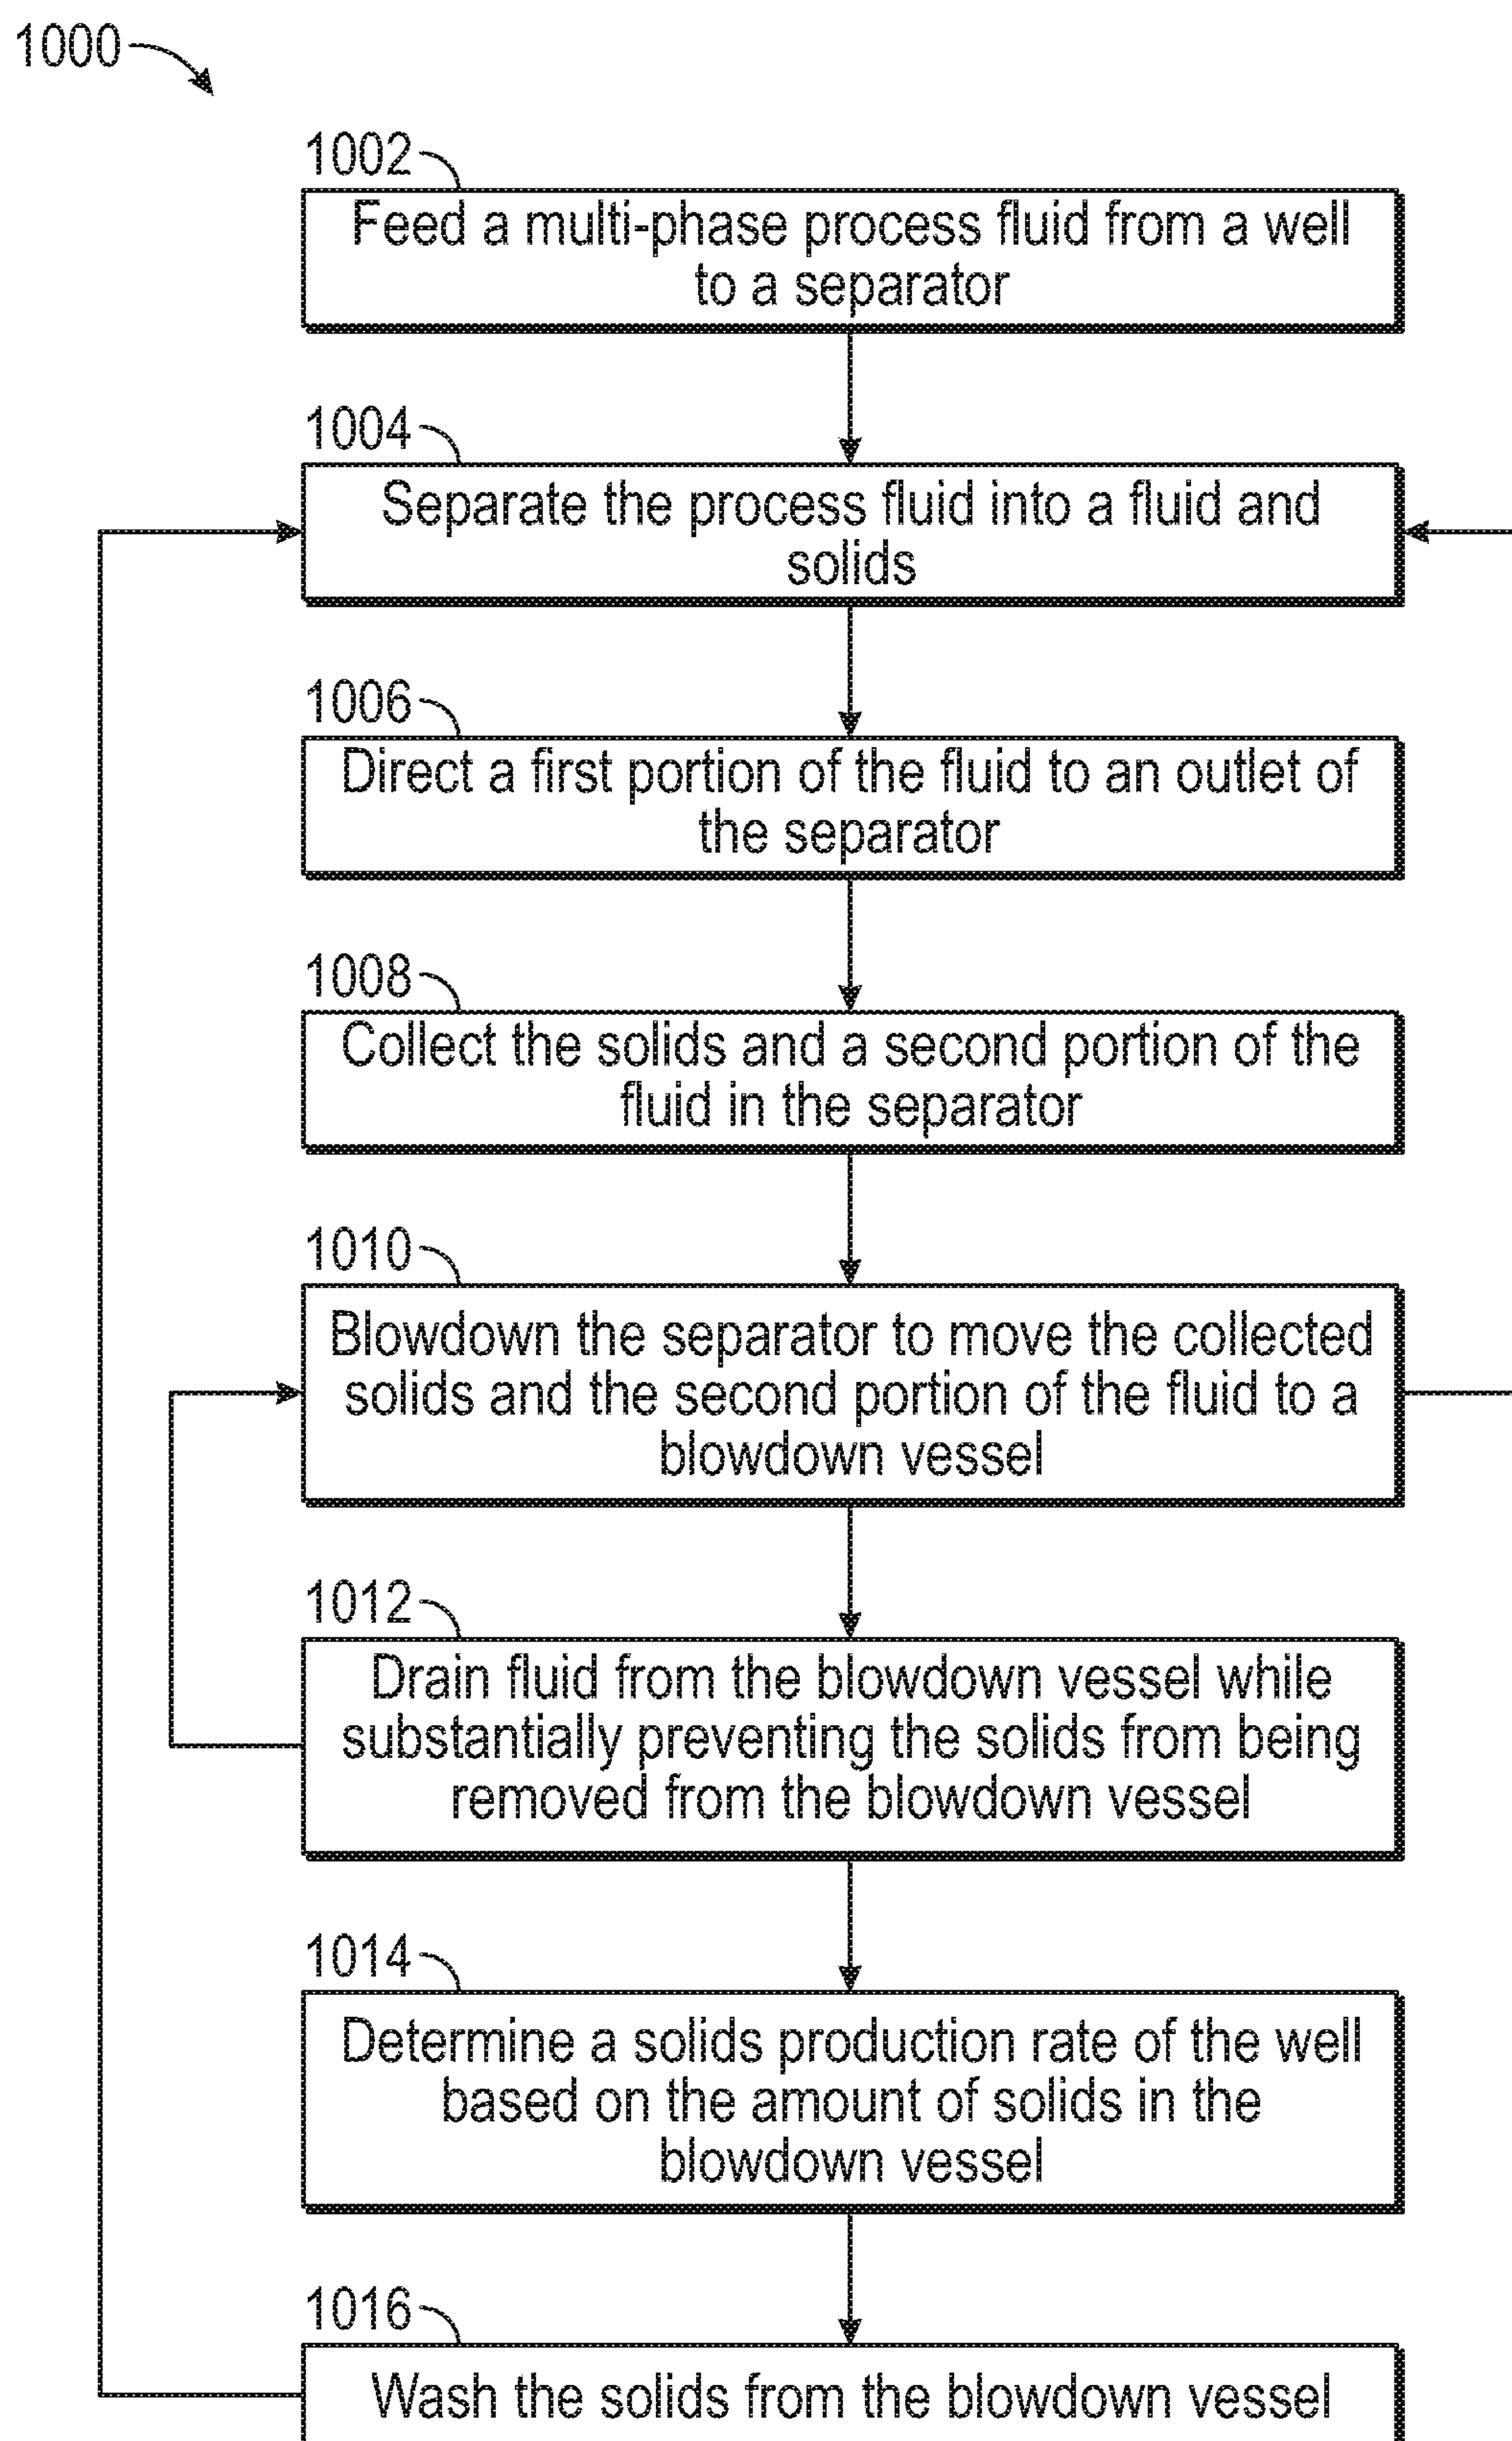 1000
1002
Feed a multi-phase process fluid from a well
to a separator
1004
Separate the process fluid into a fluid and
solids
1006
Direct a first portion of the fluid to an outlet of
the separator
1008
Collect the solids and a second portion of the
fluid in the separator
1010
Blowdown the separator to move the collected
solids and the second portion of the fluid to a
blowdown vessel
1012
Drain fluid from the blowdown vessel while
substantially preventing the solids from being
removed from the blowdown vessel
1014
Determine a solids production rate of the well
based on the amount of solids in the
blowdown vessel
1016
Wash the solids from the blowdown vessel